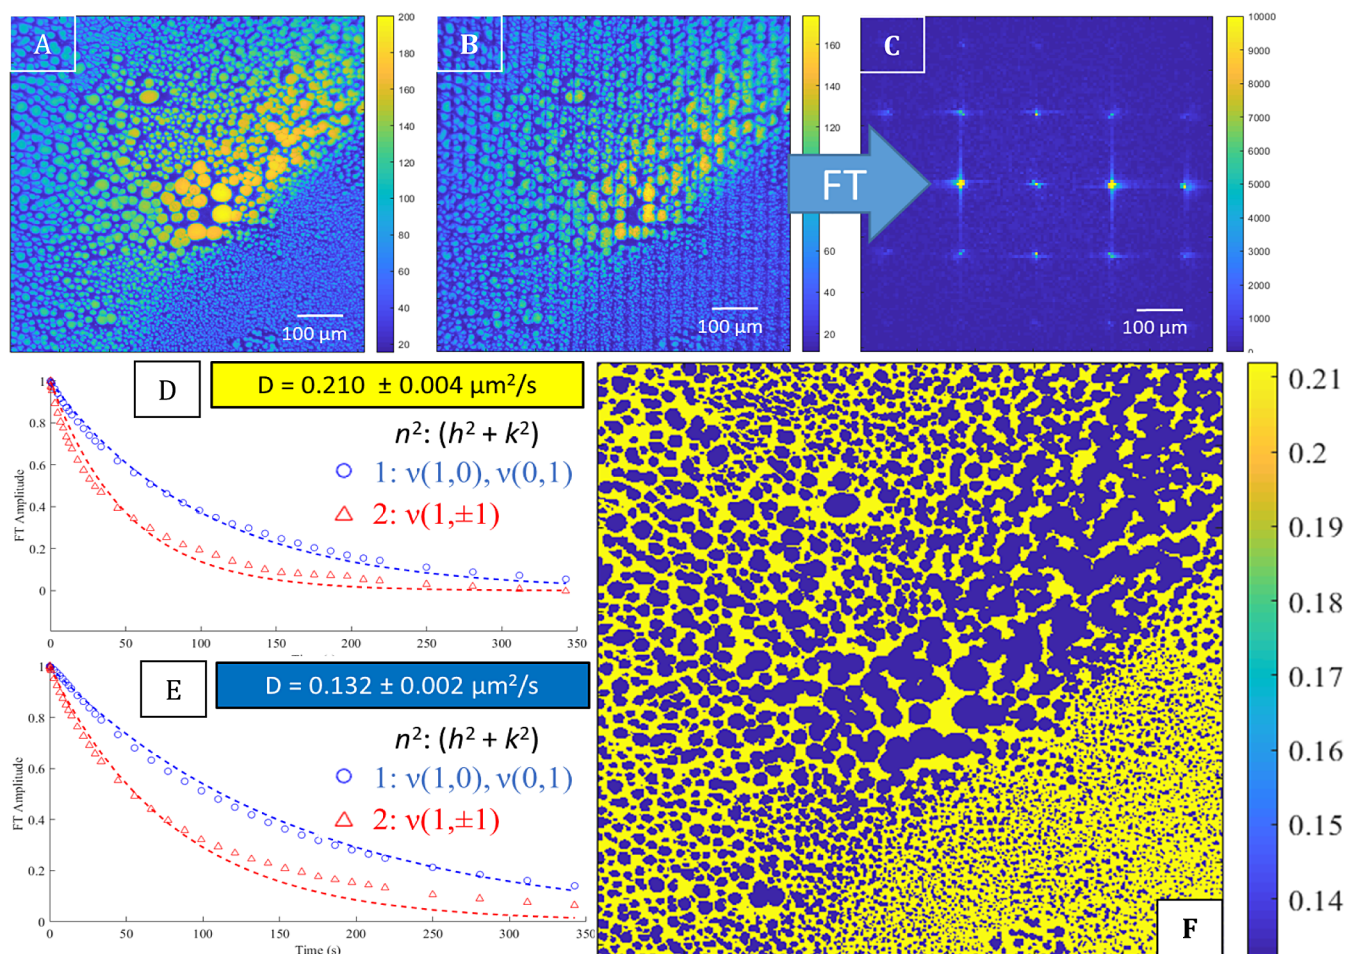 A
200
180
160
140
120
100
80
60
40
20
100 µm
B
160
140
120
60
40
20
100 µm
FT
C
10000
9000
8000
7000
6000
5000
4000
3000
2000
1000
0
100 µm
D
D = 0.210 ± 0.004 µm²/s
n²: (h² + k²)
1: ν(1,0), ν(0,1)
2: ν(1,±1)
FT Amplitude
1
0.8
0.6
0.4
0.2
0
0 50 100 150 200 250 300 350
E
D = 0.132 ± 0.002 µm²/s
n²: (h² + k²)
1: ν(1,0), ν(0,1)
2: ν(1,±1)
FT Amplitude
1
0.8
0.6
0.4
0.2
0
0 50 100 150 200 250 300 350
Time (s)
F
0.21
0.2
0.19
0.18
0.17
0.16
0.15
0.14